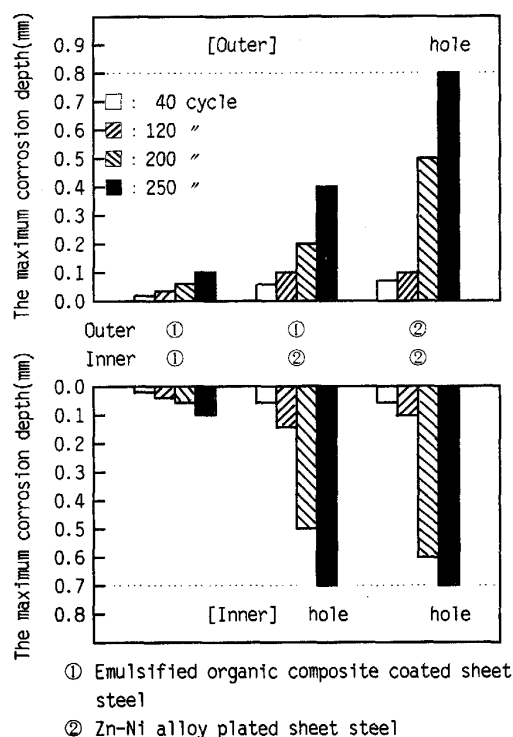 The maximum corrosion depth(mm)
0.9
0.8
0.7
0.6
0.5
0.4
0.3
0.2
0.1
0.0
[Outer] hole
: 40 cycle
: 120 〃
: 200 〃
: 250 〃
Outer ① ① ②
Inner ① ② ②
The maximum corrosion depth(mm)
0.0
0.1
0.2
0.3
0.4
0.5
0.6
0.7
0.8
[Inner] hole hole
① Emulsified organic composite coated sheet
steel
② Zn-Ni alloy plated sheet steel